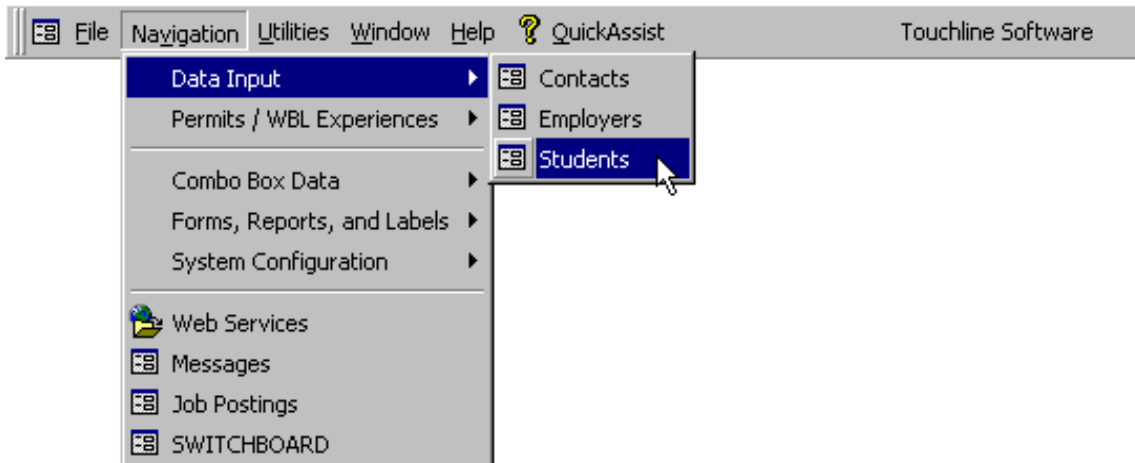 File Navigation Utilities Window Help ? QuickAssist Touchline Software
Data Input
Contacts
Permits / WBL Experiences
Employers
Students
Combo Box Data
Forms, Reports, and Labels
System Configuration
Web Services
Messages
Job Postings
SWITCHBOARD